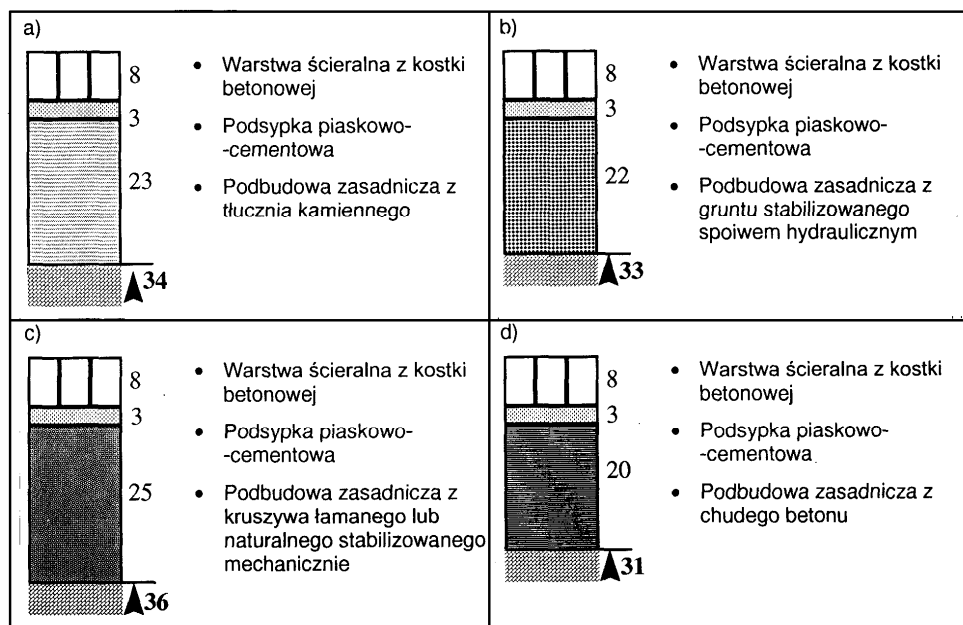 a)
8
3
23
34
• Warstwa ścieralna z kostki
betonowej
• Podsypka piaskowo-
-cementowa
• Podbudowa zasadnicza z
tłucznia kamiennego
b)
8
3
22
33
• Warstwa ścieralna z kostki
betonowej
• Podsypka piaskowo-
-cementowa
• Podbudowa zasadnicza z
gruntu stabilizowanego
spoiwem hydraulicznym
c)
8
3
25
36
• Warstwa ścieralna z kostki
betonowej
• Podsypka piaskowo-
-cementowa
• Podbudowa zasadnicza z
kruszywa łamanego lub
naturalnego stabilizowanego
mechanicznie
d)
8
3
20
31
• Warstwa ścieralna z kostki
betonowej
• Podsypka piaskowo-
-cementowa
• Podbudowa zasadnicza z
chudego betonu